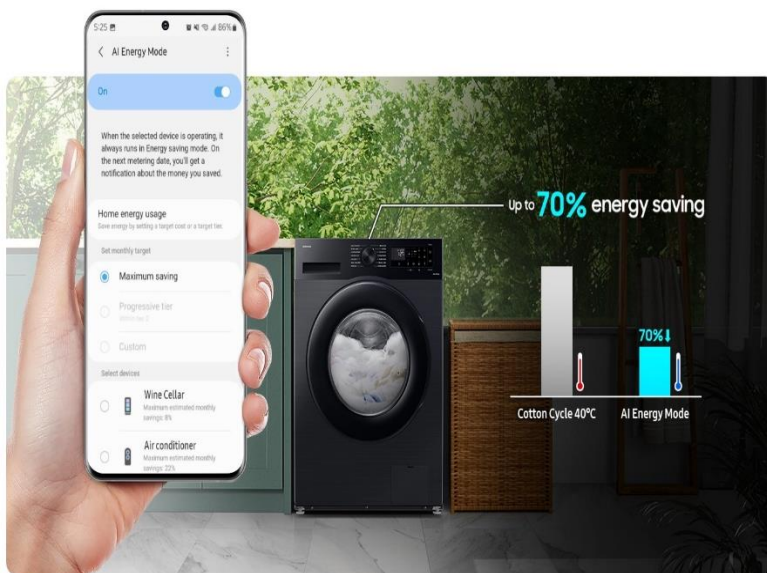 5:25
86%
AI Energy Mode
On
When the selected device is operating, it
always runs in Energy saving mode. On
the next metering date, you'll get a
notification about the money you saved.
Home energy usage
Save energy by setting a target cost or a target tier.
Set monthly target
Maximum saving
Progressive tier
Custom
Select devices
Wine Cellar
Maximum estimated monthly
savings: 8%
Air conditioner
Maximum estimated monthly
savings: 22%
SAMSUNG
Up to 70% energy saving
70%↓
Cotton Cycle 40°C
AI Energy Mode